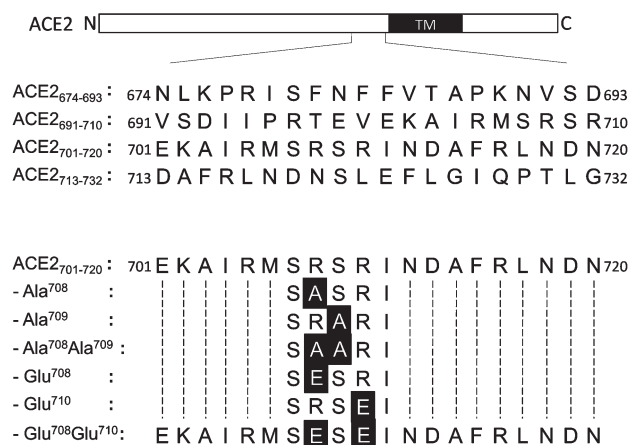 ACE2 N TM C
ACE2674-693 : 674 N L K P R I S F N F F V T A P K N V S D 693
ACE2691-710 : 691 V S D I I P R T E V E K A I R M S R S R 710
ACE2701-720 : 701 E K A I R M S R S R I N D A F R L N D N 720
ACE2713-732 : 713 D A F R L N D N S L E F L G I Q P T L G 732
ACE2701-720 : 701 E K A I R M S R S R I N D A F R L N D N 720
- Ala708 : S A S R I
- Ala709 : S R A R I
- Ala708Ala709 : S A A R I
- Glu708 : S E S R I
- Glu710 : S R S E I
- Glu708Glu710: E K A I R M S E S E I N D A F R L N D N